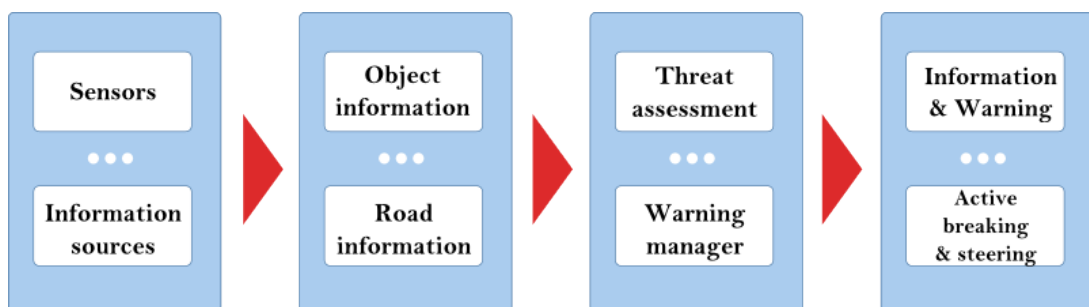 Sensors
Information
sources
Object
information
Road
information
Threat
assessment
Warning
manager
Information
& Warning
Active
breaking
& steering